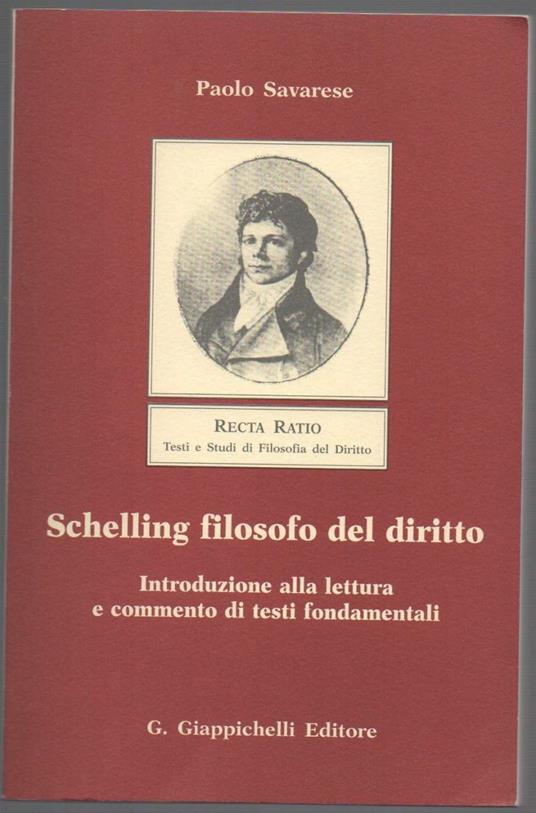 Paolo Savarese
RECTA RATIO
Testi e Studi di Filosofia del Diritto
Schelling filosofo del diritto
Introduzione alla lettura
e commento di testi fondamentali
G. Giappichelli Editore